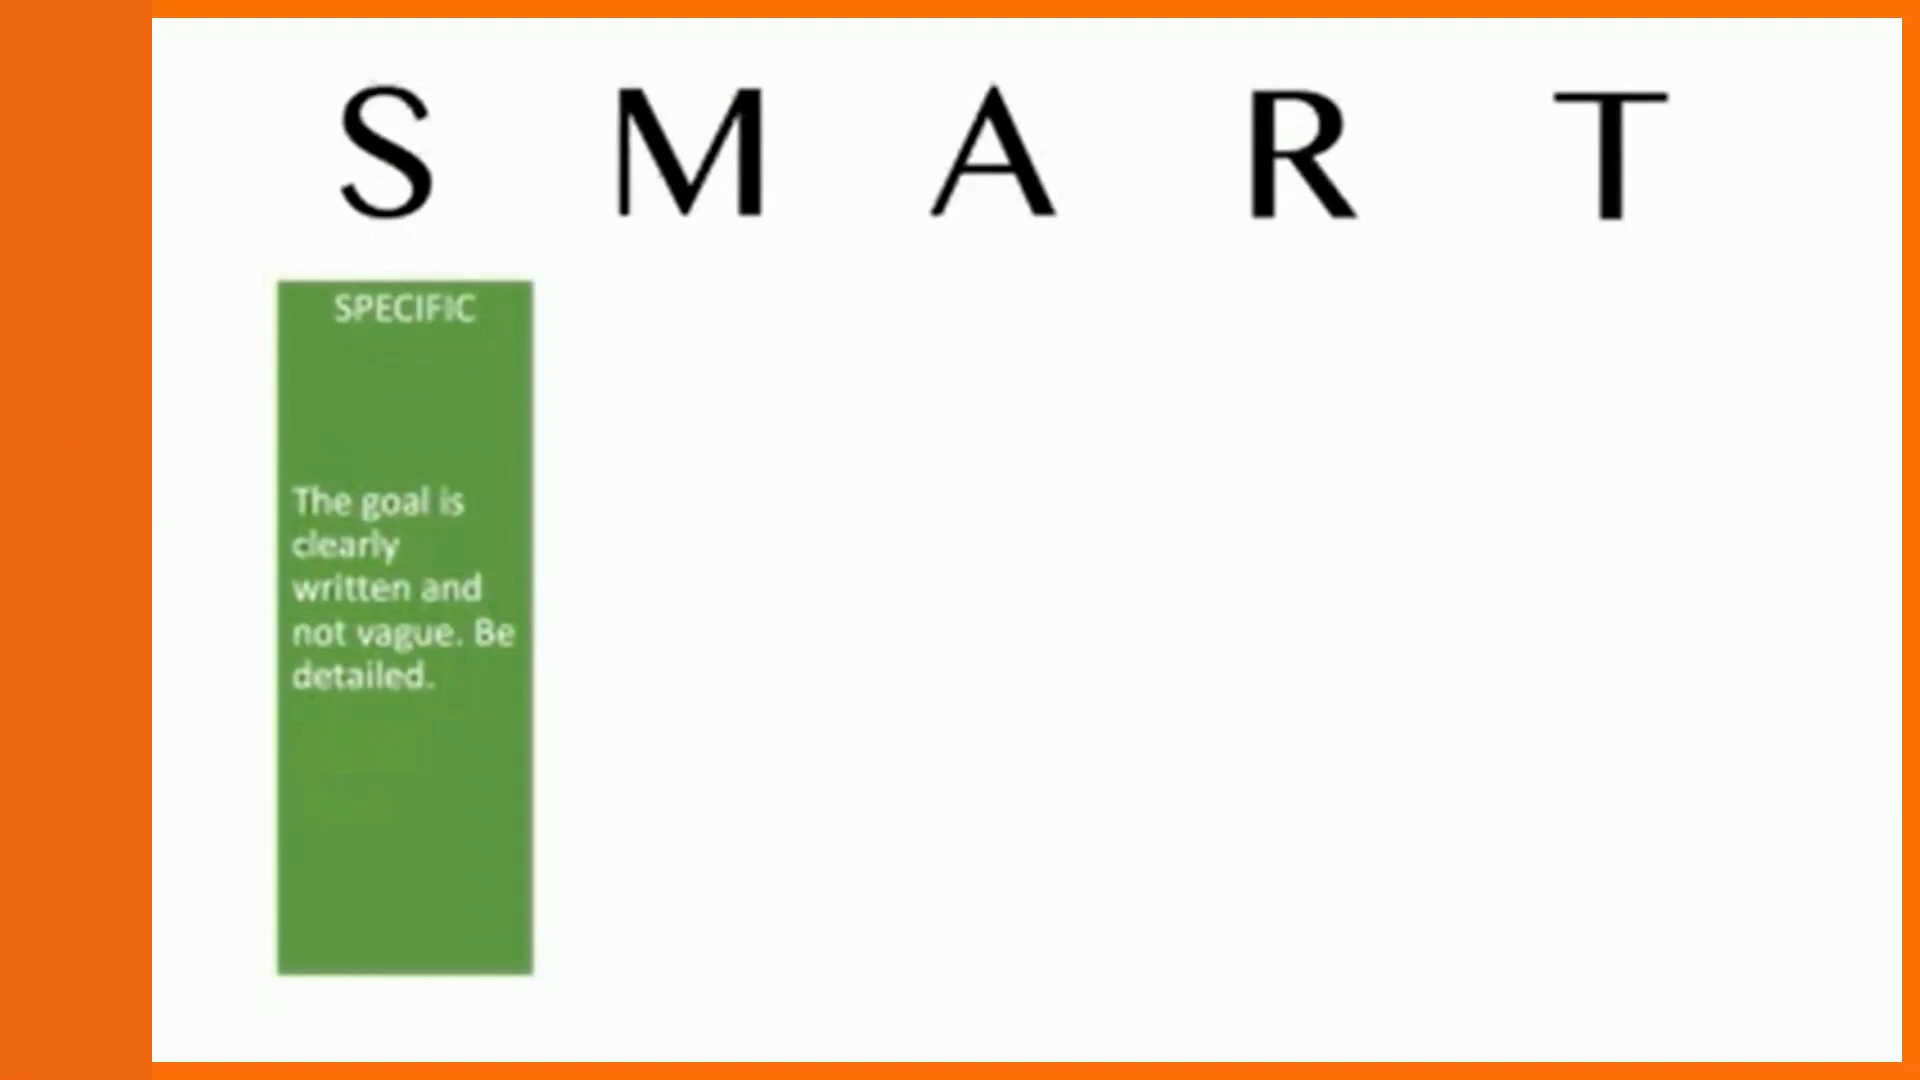 S M A R T
SPECIFIC
The goal is
clearly
written and
not vague. Be
detailed.